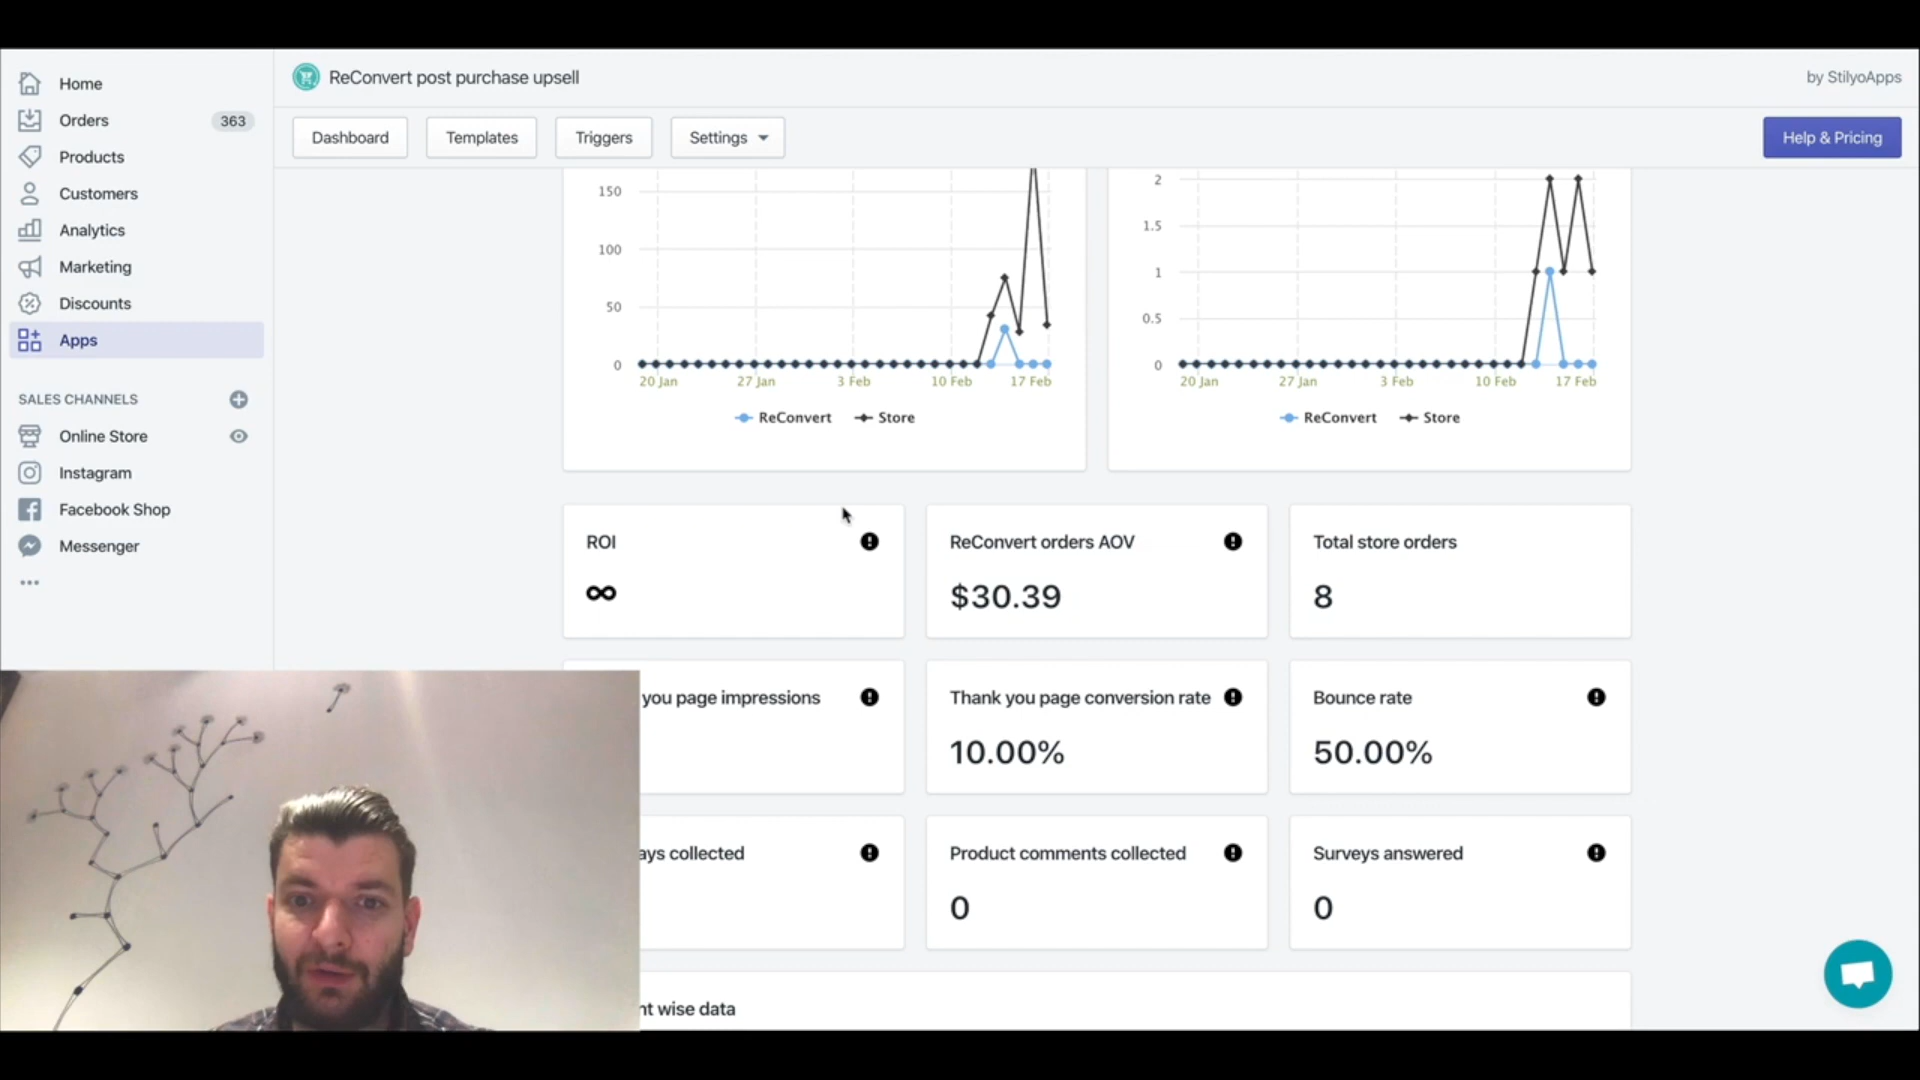 Home
Orders 363
Products
Customers
Analytics
Marketing
Discounts
Apps
SALES CHANNELS
Online Store
Instagram
Facebook Shop
Messenger
ReConvert post purchase upsell
by StilyoApps
Dashboard
Templates
Triggers
Settings
Help & Pricing
150
100
50
0
20 Jan 27 Jan 3 Feb 10 Feb 17 Feb
ReConvert Store
2
1.5
1
0.5
0
20 Jan 27 Jan 3 Feb 10 Feb 17 Feb
ReConvert Store
ROI
∞
ReConvert orders AOV
$30.39
Total store orders
8
you page impressions
Thank you page conversion rate
10.00%
Bounce rate
50.00%
ays collected
Product comments collected
0
Surveys answered
0
nt wise data